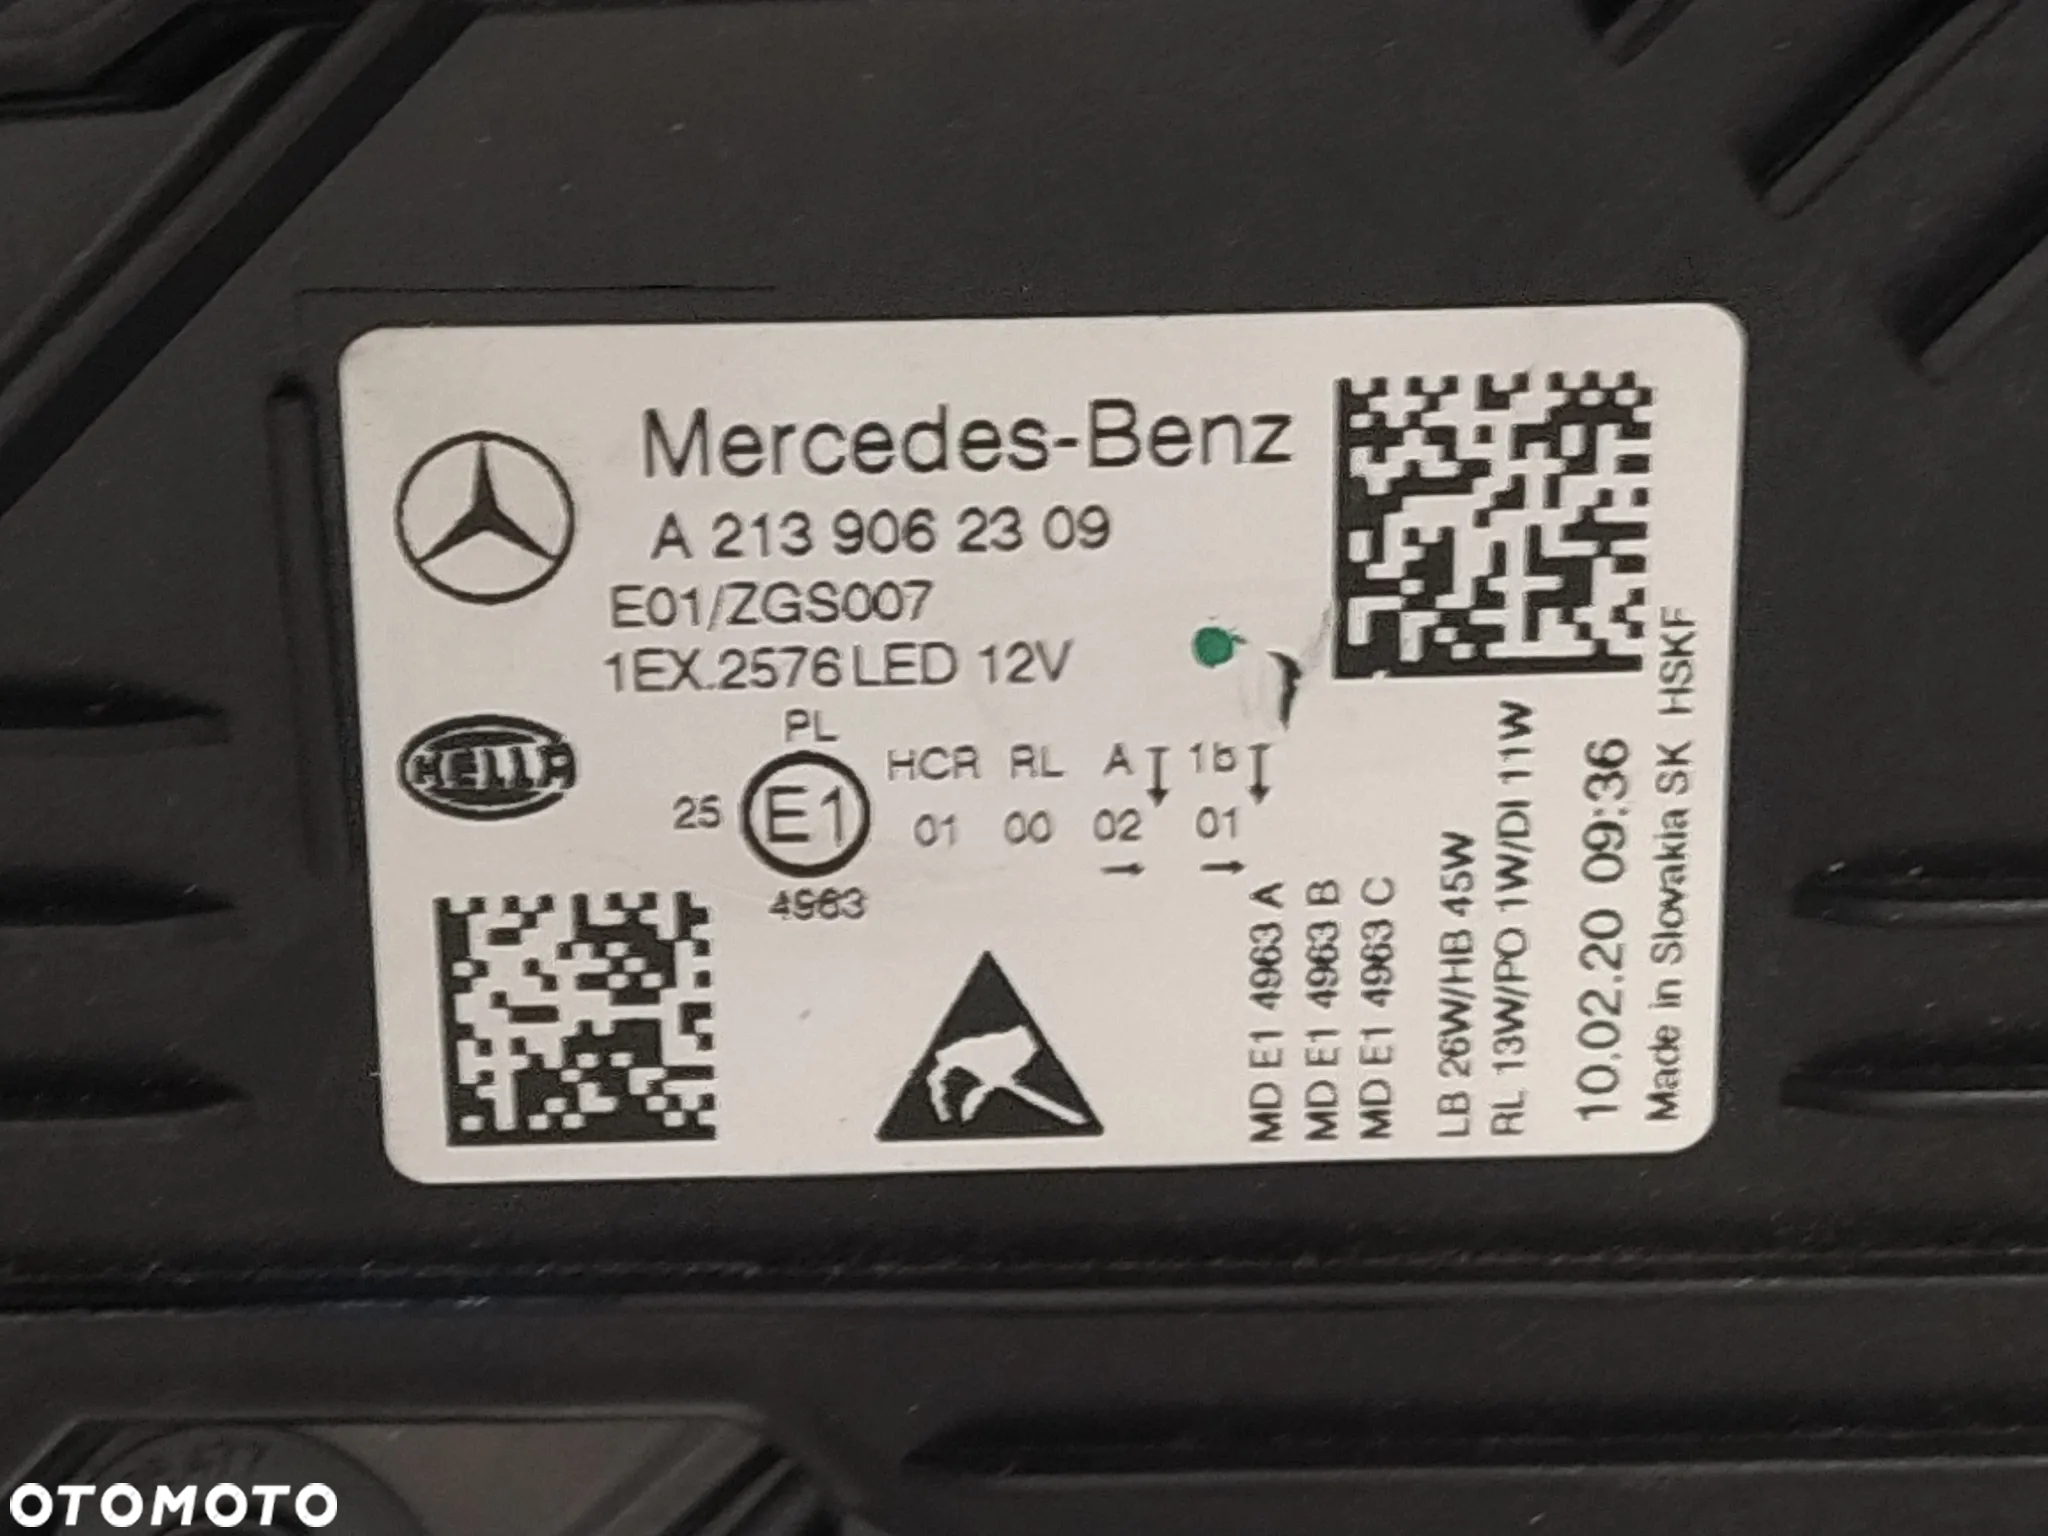 Mercedes-Benz
A 213 906 23 09
E01/ZGS007
1EX.2576 LED 12V
HELLA
PL
25 E1 HCR RL A 1b
01 00 02 01
4963
MD E1 4963 A
MD E1 4963 B
MD E1 4963 C
LB 26W/HB 45W
RL 13W/PO 1W/DI 11W
10.02.20 09:36
Made in Slovakia SK HSKF
OTOMOTO